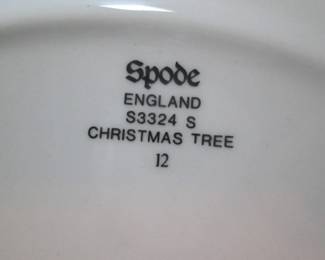 Spode
ENGLAND
S3324 S
CHRISTMAS TREE
12